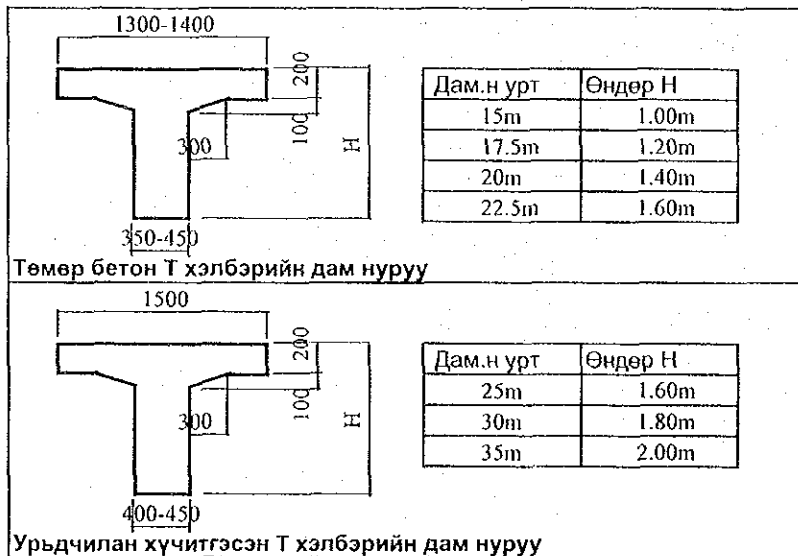 1300-1400
200
100
300
H
350-450
Дам.н урт Өндөр H
15m 1.00m
17.5m 1.20m
20m 1.40m
22.5m 1.60m
Төмөр бетон Т хэлбэрийн дам нуруу
1500
200
100
300
H
400-450
Дам.н урт Өндөр H
25m 1.60m
30m 1.80m
35m 2.00m
Урьдчилан хүчитгэсэн Т хэлбэрийн дам нуруу